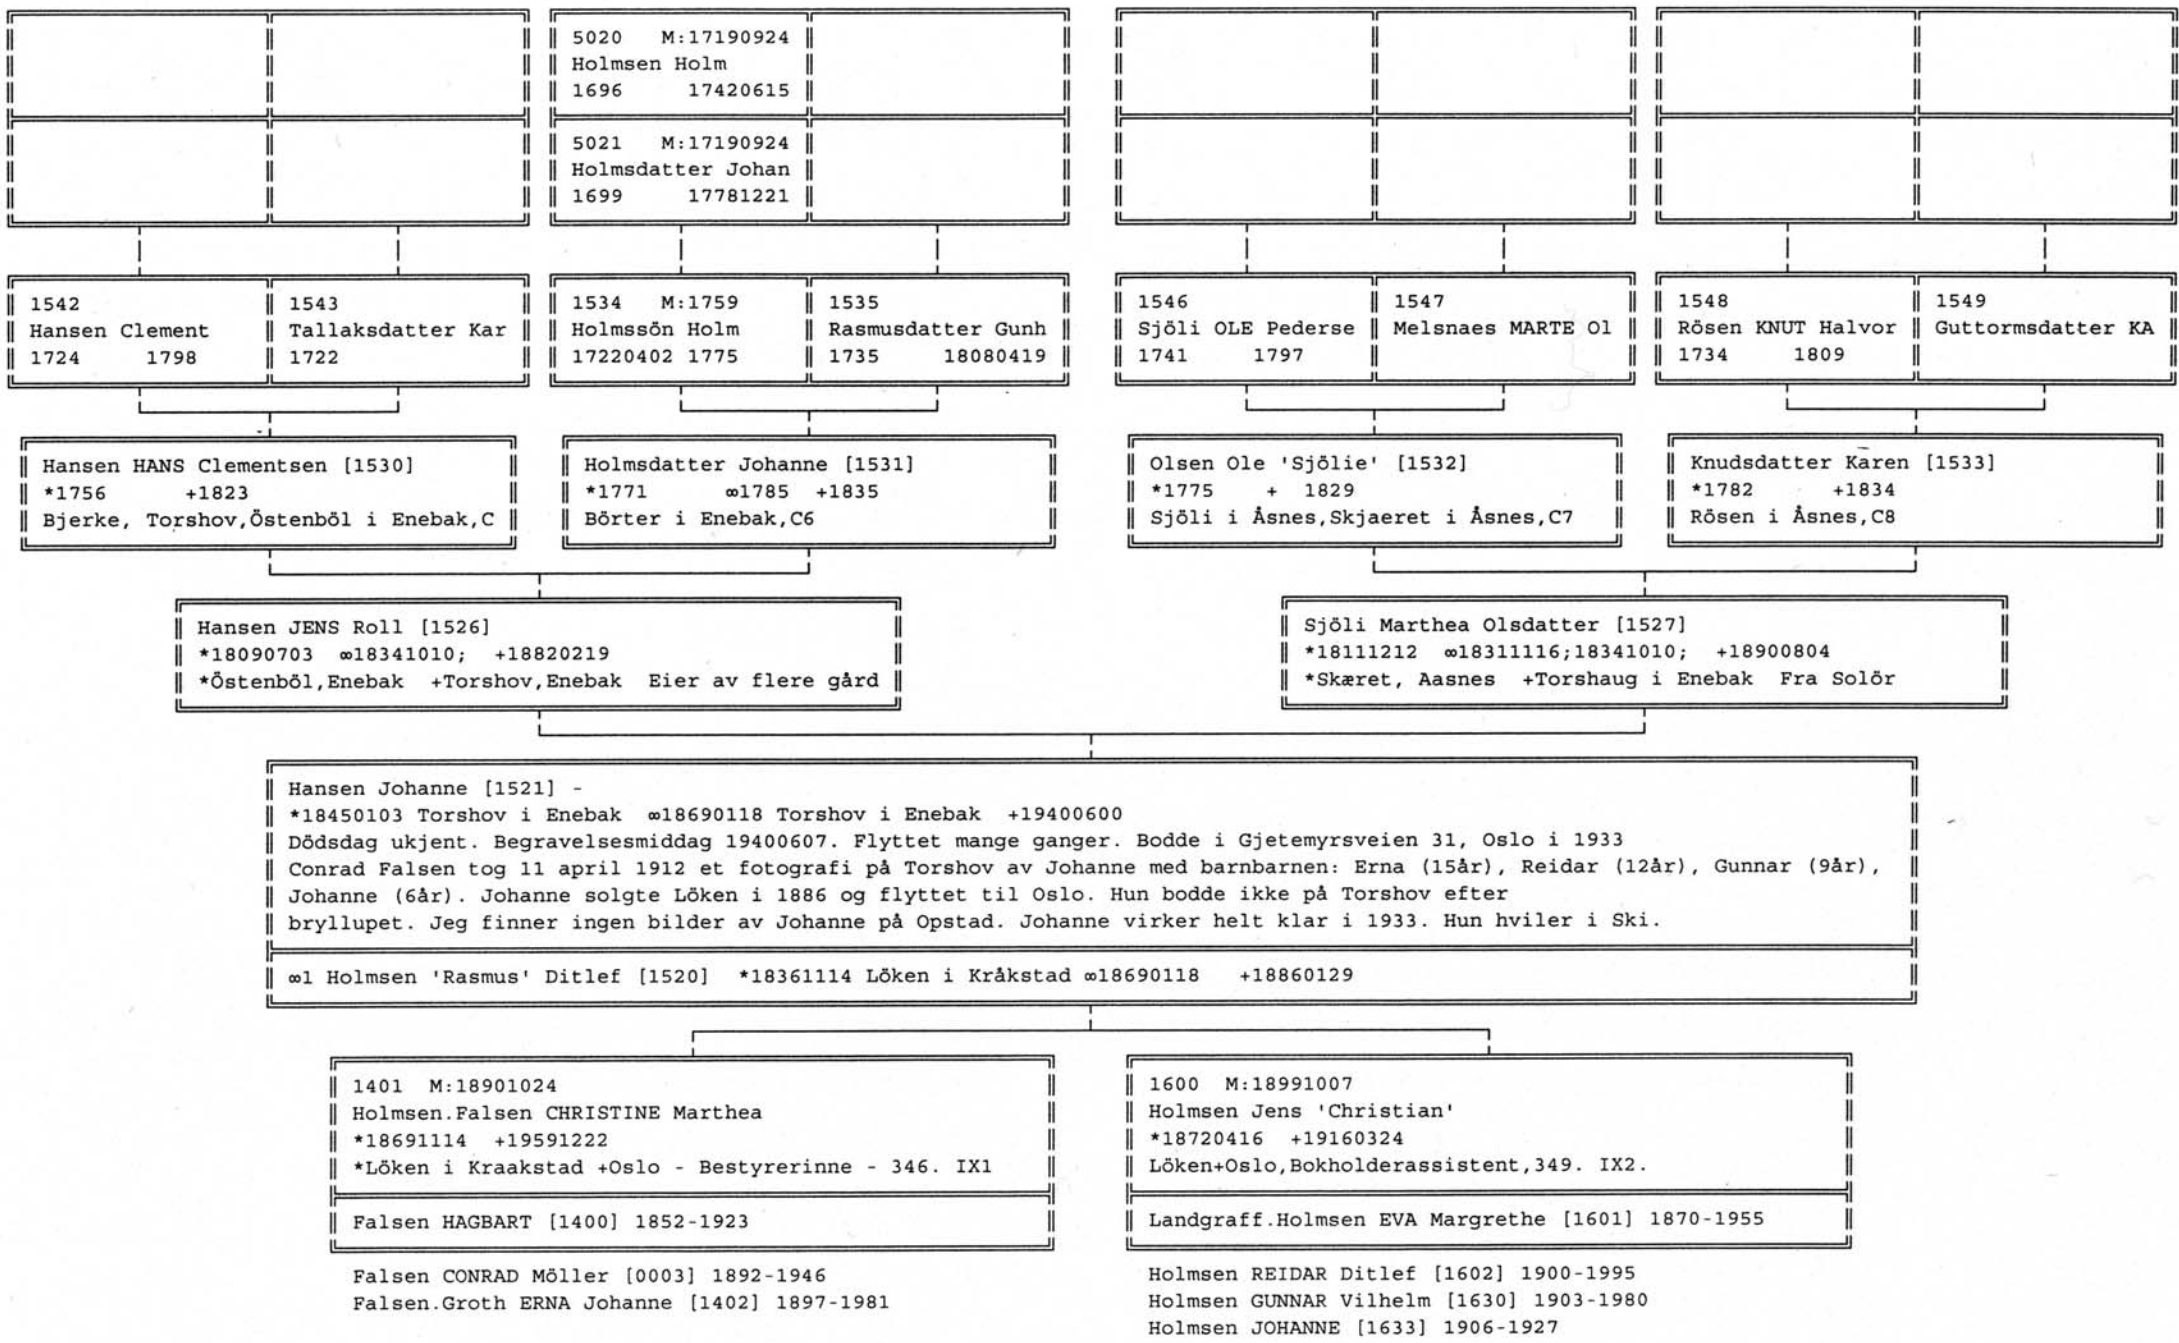 5020 M:17190924
Holmsen Holm
1696 17420615
5021 M:17190924
Holmsdatter Johan
1699 17781221
1542
Hansen Clement
1724 1798
1543
Tallaksdatter Kar
1722
1534 M:1759
Holmssön Holm
17220402 1775
1535
Rasmusdatter Gunh
1735 18080419
1546
Sjöli OLE Pederse
1741 1797
1547
Melsnaes MARTE Ol
1548
Rösen KNUT Halvor
1734 1809
1549
Guttormsdatter KA
Hansen HANS Clementsen [1530]
*1756 +1823
Bjerke, Torshov,Östenböl i Enebak,C
Holmsdatter Johanne [1531]
*1771 ∞1785 +1835
Börter i Enebak,C6
Olsen Ole 'Sjölie' [1532]
*1775 + 1829
Sjöli i Åsnes,Skjaeret i Åsnes,C7
Knudsdatter Karen [1533]
*1782 +1834
Rösen i Åsnes,C8
Hansen JENS Roll [1526]
*18090703 ∞18341010; +18820219
*Östenböl,Enebak +Torshov,Enebak Eier av flere gård
Sjöli Marthea Olsdatter [1527]
*18111212 ∞18311116;18341010; +18900804
*Skæret, Aasnes +Torshaug i Enebak Fra Solör
Hansen Johanne [1521] -
*18450103 Torshov i Enebak ∞18690118 Torshov i Enebak +19400600
Dödsdag ukjent. Begravelsesmiddag 19400607. Flyttet mange ganger. Bodde i Gjetemyrsveien 31, Oslo i 1933
Conrad Falsen tog 11 april 1912 et fotografi på Torshov av Johanne med barnbarnen: Erna (15år), Reidar (12år), Gunnar (9år),
Johanne (6år). Johanne solgte Löken i 1886 og flyttet til Oslo. Hun bodde ikke på Torshov efter
bryllupet. Jeg finner ingen bilder av Johanne på Opstad. Johanne virker helt klar i 1933. Hun hviler i Ski.
∞1 Holmsen 'Rasmus' Ditlef [1520] *18361114 Löken i Kråkstad ∞18690118 +18860129
1401 M:18901024
Holmsen.Falsen CHRISTINE Marthea
*18691114 +19591222
*Löken i Kraakstad +Oslo - Bestyrerinne - 346. IX1
Falsen HAGBART [1400] 1852-1923
Falsen CONRAD Möller [0003] 1892-1946
Falsen.Groth ERNA Johanne [1402] 1897-1981
1600 M:18991007
Holmsen Jens 'Christian'
*18720416 +19160324
Löken+Oslo,Bokholderassistent,349. IX2.
Landgraff.Holmsen EVA Margrethe [1601] 1870-1955
Holmsen REIDAR Ditlef [1602] 1900-1995
Holmsen GUNNAR Vilhelm [1630] 1903-1980
Holmsen JOHANNE [1633] 1906-1927